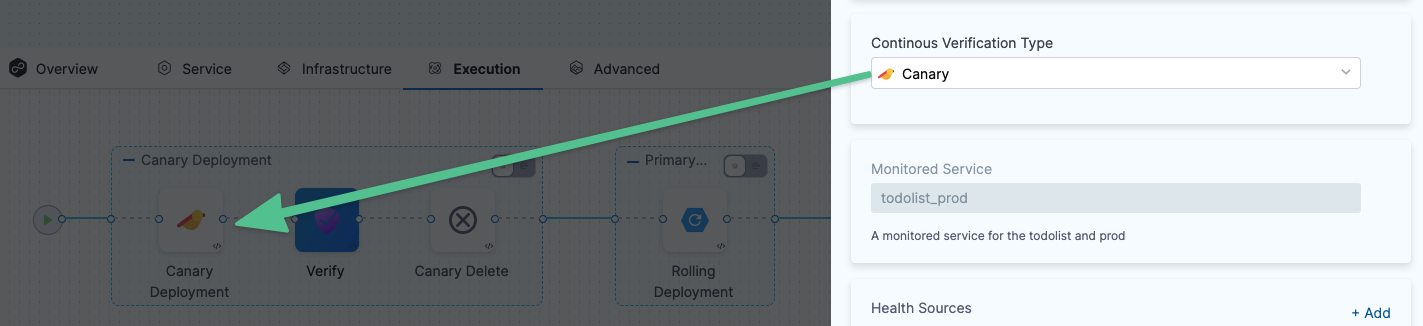 Overview
Service
Infrastructure
Execution
Advanced
Canary Deployment
Primary...
Canary
Deployment
Verify
Canary Delete
Rolling
Deployment
Continous Verification Type
Canary
Monitored Service
todolist_prod
A monitored service for the todolist and prod
Health Sources
+ Add